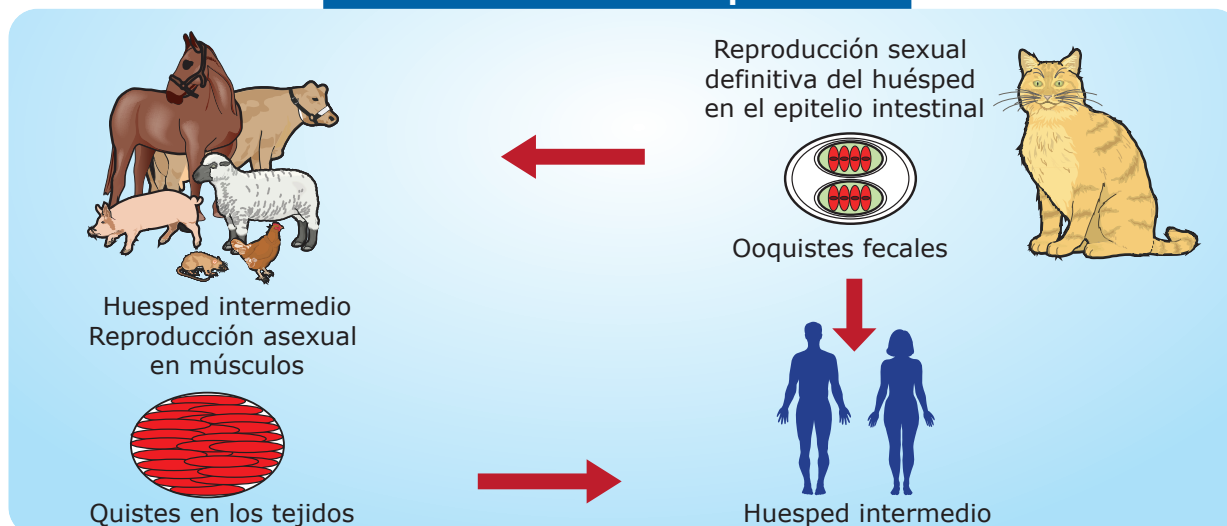 Reproducción sexual
definitiva del huésped
en el epitelio intestinal
Ooquistes fecales
Huesped intermedio
Reproducción asexual
en músculos
Quistes en los tejidos
Huesped intermedio